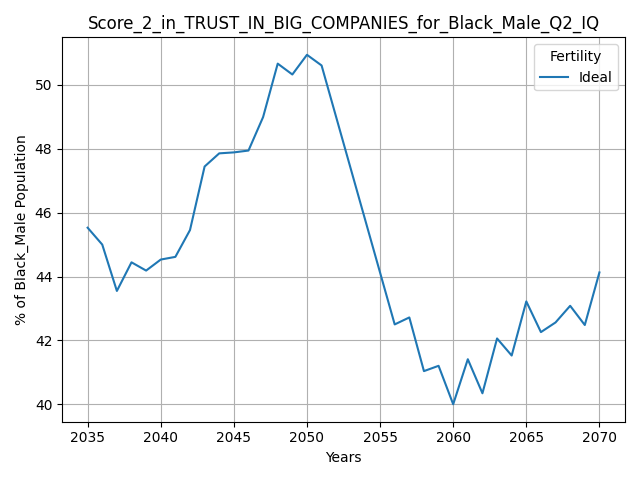 Score_2_in_TRUST_IN_BIG_COMPANIES_for_Black_Male_Q2_IQ
Fertility
Ideal
% of Black_Male Population
50
48
46
44
42
40
2035 2040 2045 2050 2055 2060 2065 2070
Years